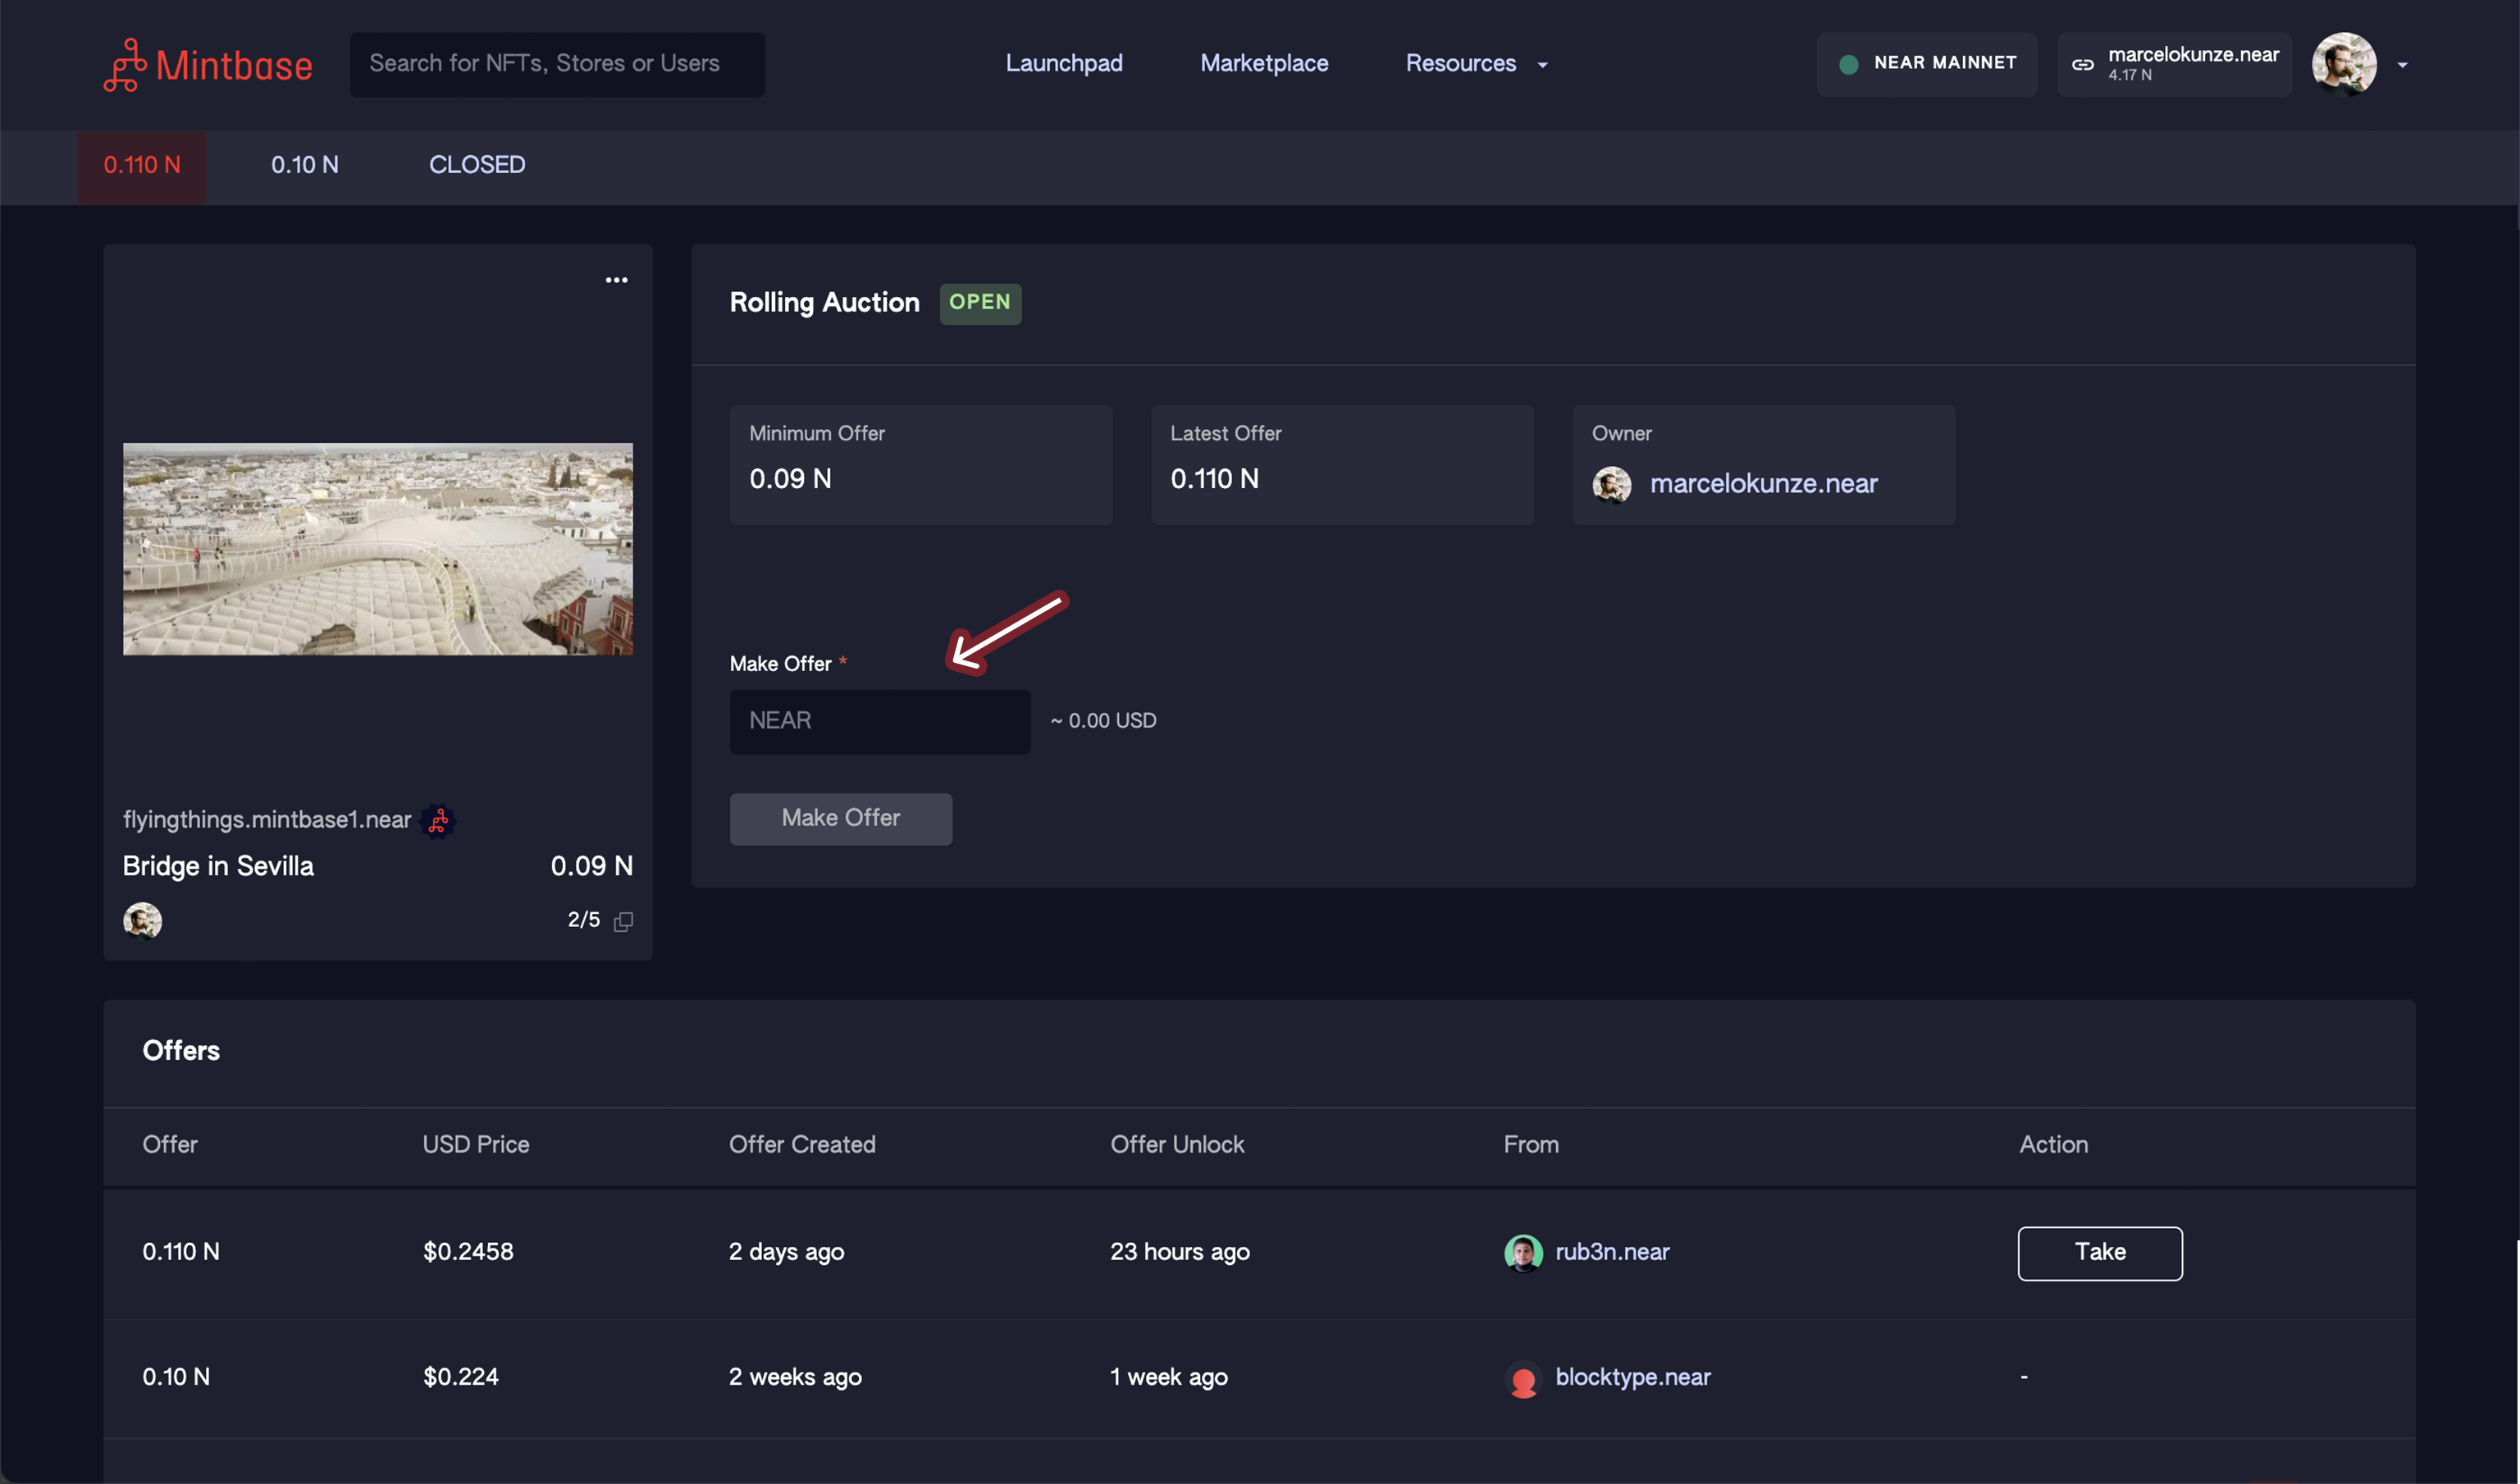 Mintbase
Search for NFTs, Stores or Users
Launchpad
Marketplace
Resources
NEAR MAINNET
marcelokunze.near
4.17 N
0.110 N
0.10 N
CLOSED
Rolling Auction
OPEN
Minimum Offer
0.09 N
Latest Offer
0.110 N
Owner
marcelokunze.near
Make Offer *
NEAR
~ 0.00 USD
Make Offer
flyingthings.mintbase1.near
Bridge in Sevilla
0.09 N
2/5
Offers
Offer USD Price Offer Created Offer Unlock From Action
0.110 N $0.2458 2 days ago 23 hours ago rub3n.near Take
0.10 N $0.224 2 weeks ago 1 week ago blocktype.near -